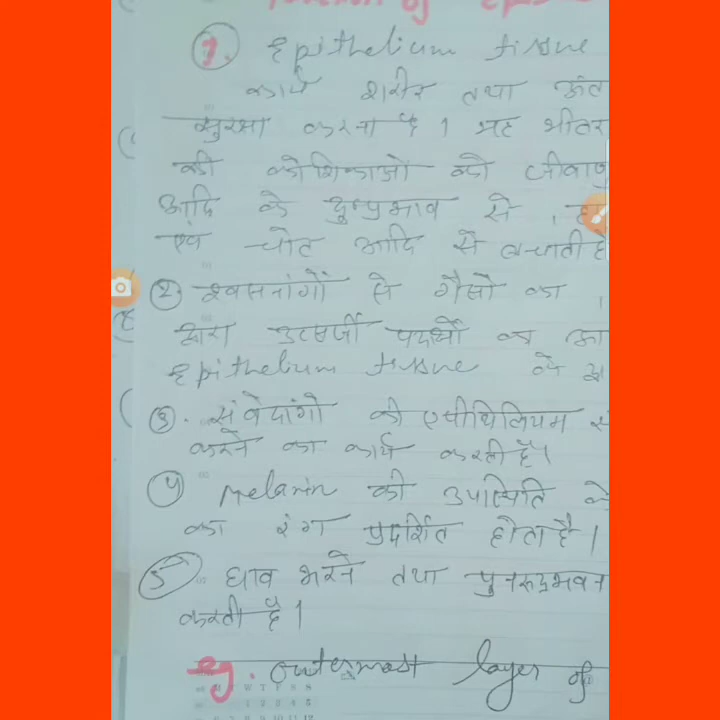 function of
1. Epithelium tissue
कार्य शरीर तथा अंत
सुरक्षा करना है । यह भीतर
की कोशिकाओं को जीवाणु
आदि के दुष्प्रभाव से ,
एवं चोट आदि से बचाती है
2 श्वसनांगों से गैसों का
द्वारा उत्सर्जी पदार्थों का
Epithelium tissue के
3. संवेदांगो की एपीथिलियम
करने का कार्य करती है।
4 Melanin की उपस्थिति के
का रंग प्रदर्शित होता है।
5 घाव भरने तथा पुनरुद्भवन
करती है।
eg. outermost layer of